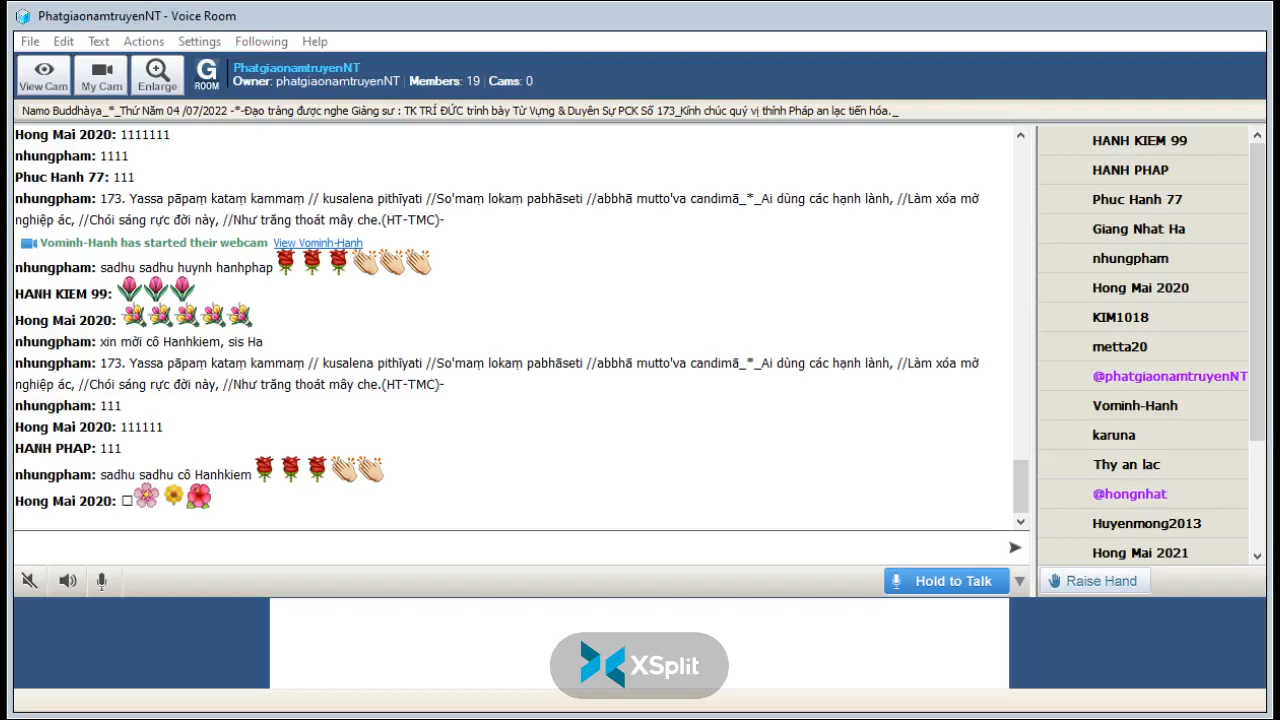 PhatgiaonamtruyenNT - Voice Room
File Edit Text Actions Settings Following Help
View Cam My Cam Enlarge G ROOM
PhatgiaonamtruyenNT
Owner: phatgiaonamtruyenNT Members: 19 Cams: 0
Namo Buddhàya_*_Thứ Năm 04 /07/2022 -*-Đạo tràng được nghe Giảng sư : TK TRÍ ĐỨC trình bày Từ Vựng & Duyên Sự PCK Số 173_Kính chúc quý vị thính Pháp an lạc tiến hóa._
Hong Mai 2020: 1111111
nhungpham: 1111
Phuc Hanh 77: 111
nhungpham: 173. Yassa pāpaṃ kataṃ kammaṃ // kusalena pithīyati //So'maṃ lokaṃ pabhāseti //abbhā mutto'va candimā_*_Ai dùng các hạnh lành, //Làm xóa mờ
nghiệp ác, //Chói sáng rực đời này, //Như trăng thoát mây che.(HT-TMC)-
Vominh-Hanh has started their webcam View Vominh-Hanh
nhungpham: sadhu sadhu huynh hanhphap
HANH KIEM 99:
Hong Mai 2020:
nhungpham: xin mời cô Hanhkiem, sis Ha
nhungpham: 173. Yassa pāpaṃ kataṃ kammaṃ // kusalena pithīyati //So'maṃ lokaṃ pabhāseti //abbhā mutto'va candimā_*_Ai dùng các hạnh lành, //Làm xóa mờ
nghiệp ác, //Chói sáng rực đời này, //Như trăng thoát mây che.(HT-TMC)-
nhungpham: 111
Hong Mai 2020: 111111
HANH PHAP: 111
nhungpham: sadhu sadhu cô Hanhkiem
Hong Mai 2020:
HANH KIEM 99
HANH PHAP
Phuc Hanh 77
Giang Nhat Ha
nhungpham
Hong Mai 2020
KIM1018
metta20
@phatgiaonamtruyenNT
Vominh-Hanh
karuna
Thy an lac
@hongnhat
Huyenmong2013
Hong Mai 2021
Hold to Talk
Raise Hand
XSplit